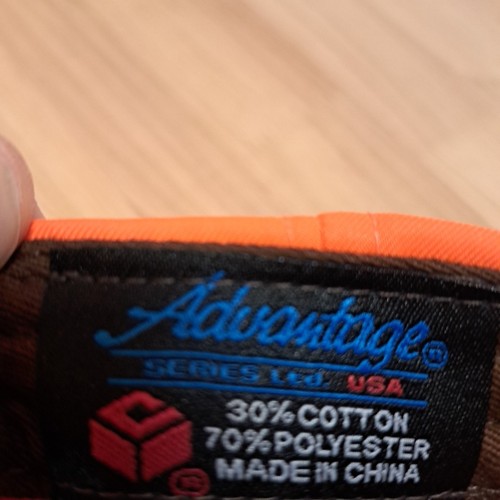 Advantage®
SERIES Ltd. USA
30% COTTON
70% POLYESTER
MADE IN CHINA